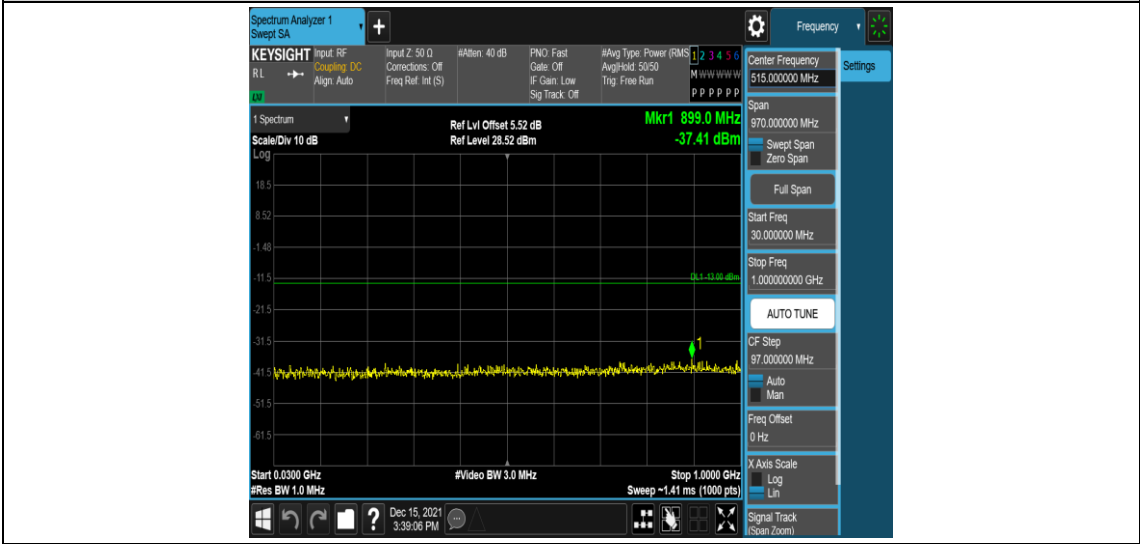 Spectrum Analyzer 1
Swept SA
+
Frequency
KEYSIGHT
RL
Input: RF
Coupling: DC
Align: Auto
Input Z: 50 Ω
Corrections: Off
Freq Ref: Int (S)
#Atten: 40 dB
PNO: Fast
Gate: Off
IF Gain: Low
Sig Track: Off
#Avg Type: Power (RMS
Avg|Hold: 50/50
Trig: Free Run
1 2 3 4 5 6
M W W W W W
P P P P P P
1 Spectrum
Scale/Div 10 dB
Log
Ref Lvl Offset 5.52 dB
Ref Level 28.52 dBm
Mkr1 899.0 MHz
-37.41 dBm
18.5
8.52
-1.48
-11.5
DL1 -13.00 dBm
-21.5
-31.5
1
-41.5
-51.5
-61.5
Start 0.0300 GHz
#Res BW 1.0 MHz
#Video BW 3.0 MHz
Stop 1.0000 GHz
Sweep ~1.41 ms (1000 pts)
?
Dec 15, 2021
3:39:06 PM
Center Frequency
515.000000 MHz
Settings
Span
970.000000 MHz
Swept Span
Zero Span
Full Span
Start Freq
30.000000 MHz
Stop Freq
1.000000000 GHz
AUTO TUNE
CF Step
97.000000 MHz
Auto
Man
Freq Offset
0 Hz
X Axis Scale
Log
Lin
Signal Track
(Span Zoom)